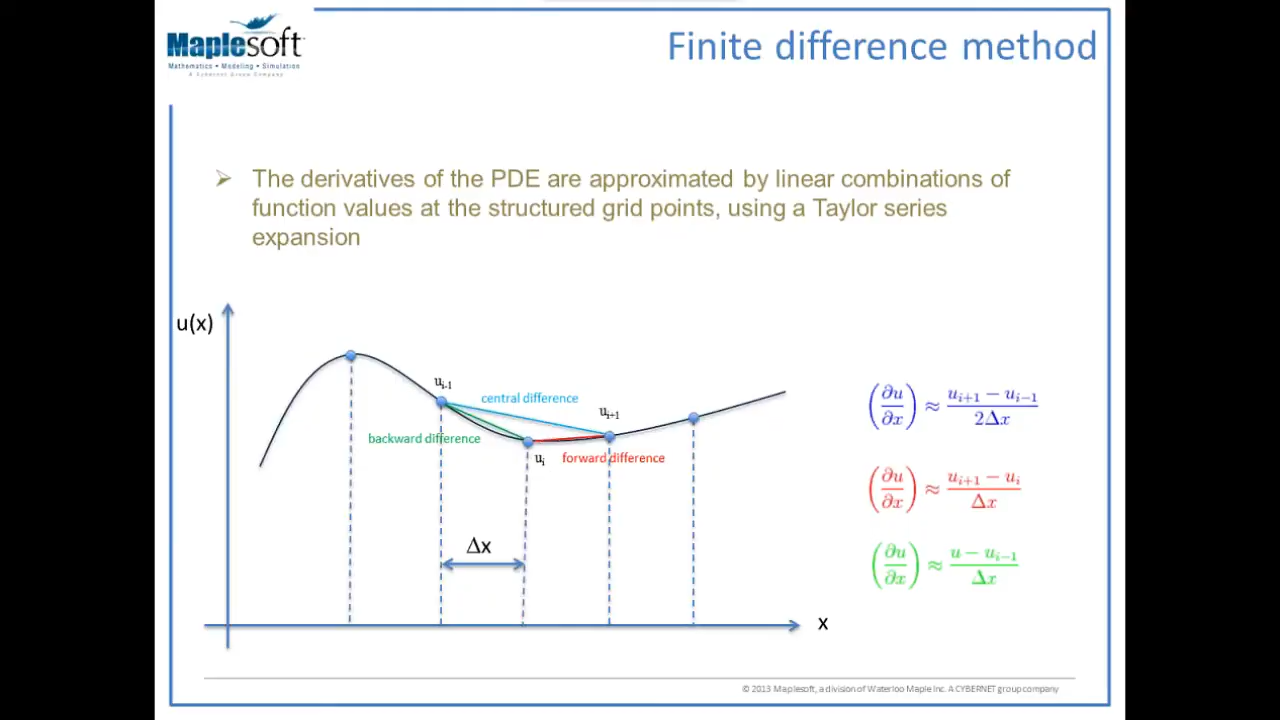 Maplesoft
Mathematics • Modeling • Simulation
A Cybernet Group Company
Finite difference method
The derivatives of the PDE are approximated by linear combinations of
function values at the structured grid points, using a Taylor series
expansion
u(x)
u_{i-1}
central difference
u_{i+1}
backward difference
u_i
forward difference
Δx
x
(∂u/∂x) ≈ (u_{i+1} − u_{i−1})/(2Δx)
(∂u/∂x) ≈ (u_{i+1} − u_i)/(Δx)
(∂u/∂x) ≈ (u − u_{i−1})/(Δx)
© 2013 Maplesoft, a division of Waterloo Maple Inc. A CYBERNET group company